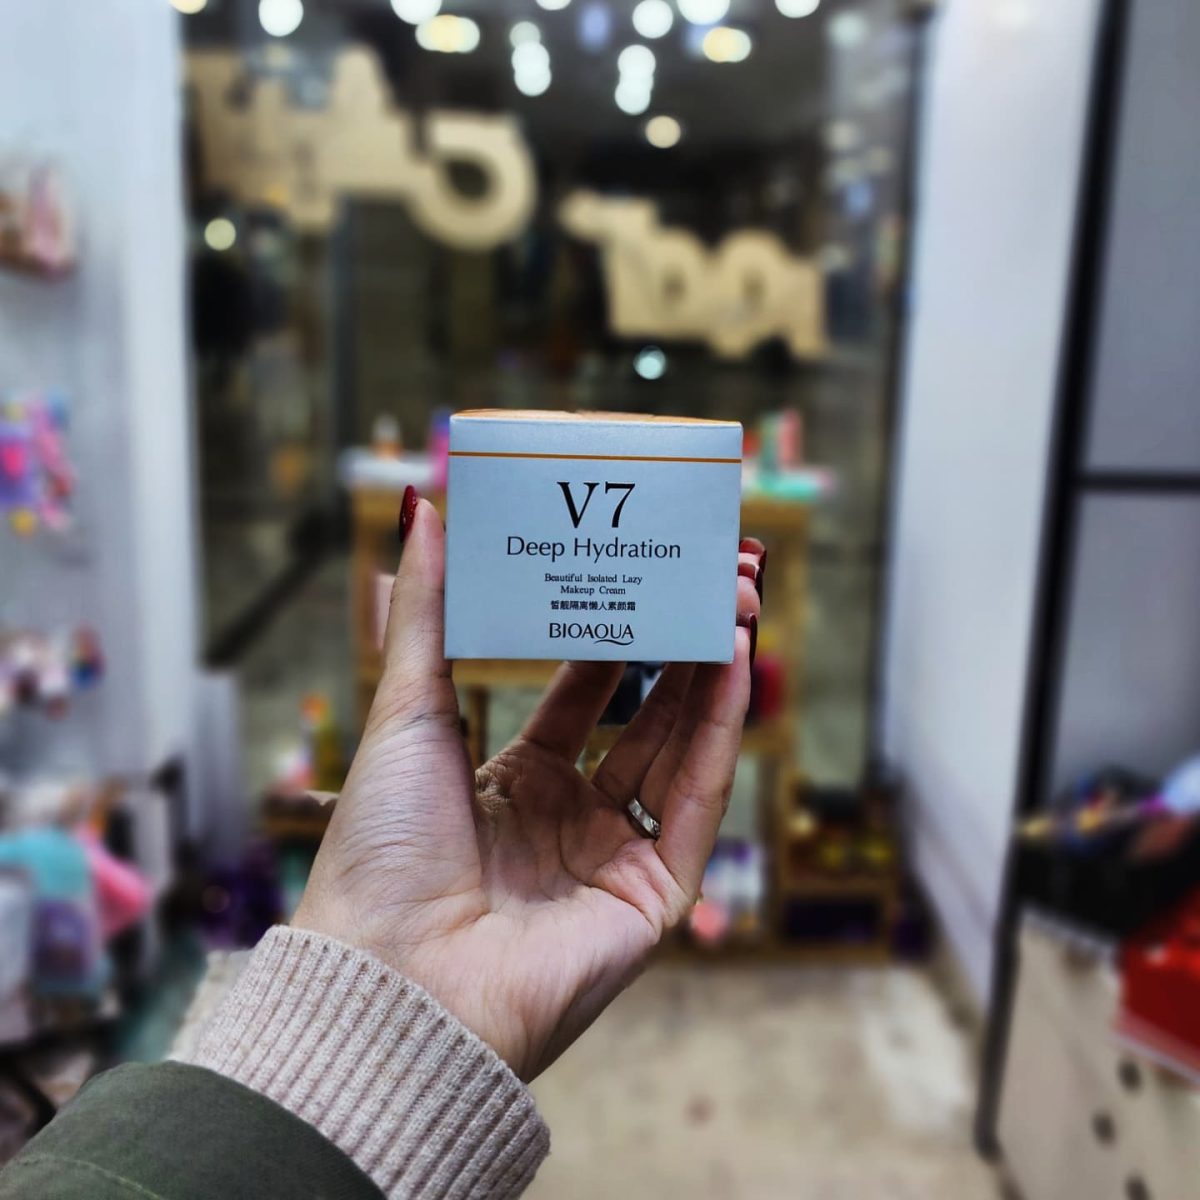 V7
Deep Hydration
Beautiful Isolated Lazy
Makeup Cream
皙靓隔离懒人素颜霜
BIOAQUA